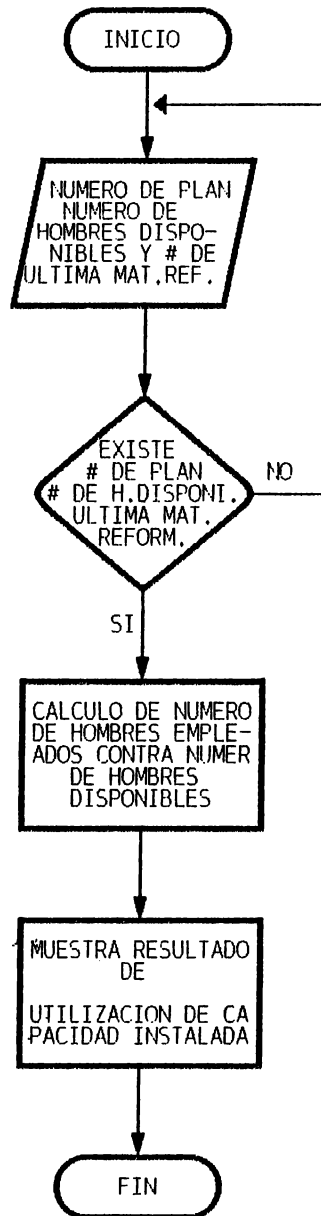 INICIO
NUMERO DE PLAN
NUMERO DE
HOMBRES DISPO-
NIBLES Y # DE
ULTIMA MAT.REF.
EXISTE
# DE PLAN
# DE H.DISPONI.
ULTIMA MAT.
REFORM.
NO
SI
CALCULO DE NUMERO
DE HOMBRES EMPLE-
ADOS CONTRA NUMER
DE HOMBRES
DISPONIBLES
MUESTRA RESULTADO
DE
UTILIZACION DE CA
PACIDAD INSTALADA
FIN